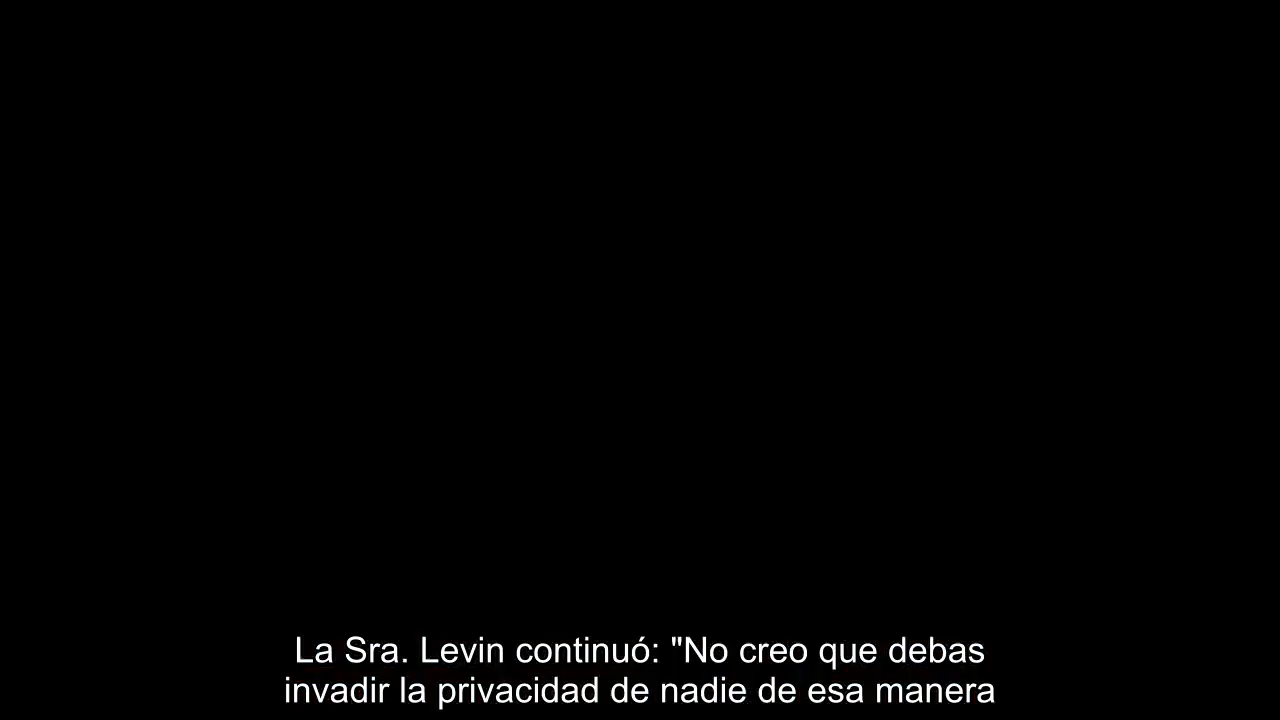 La Sra. Levin continuó: "No creo que debas
invadir la privacidad de nadie de esa manera